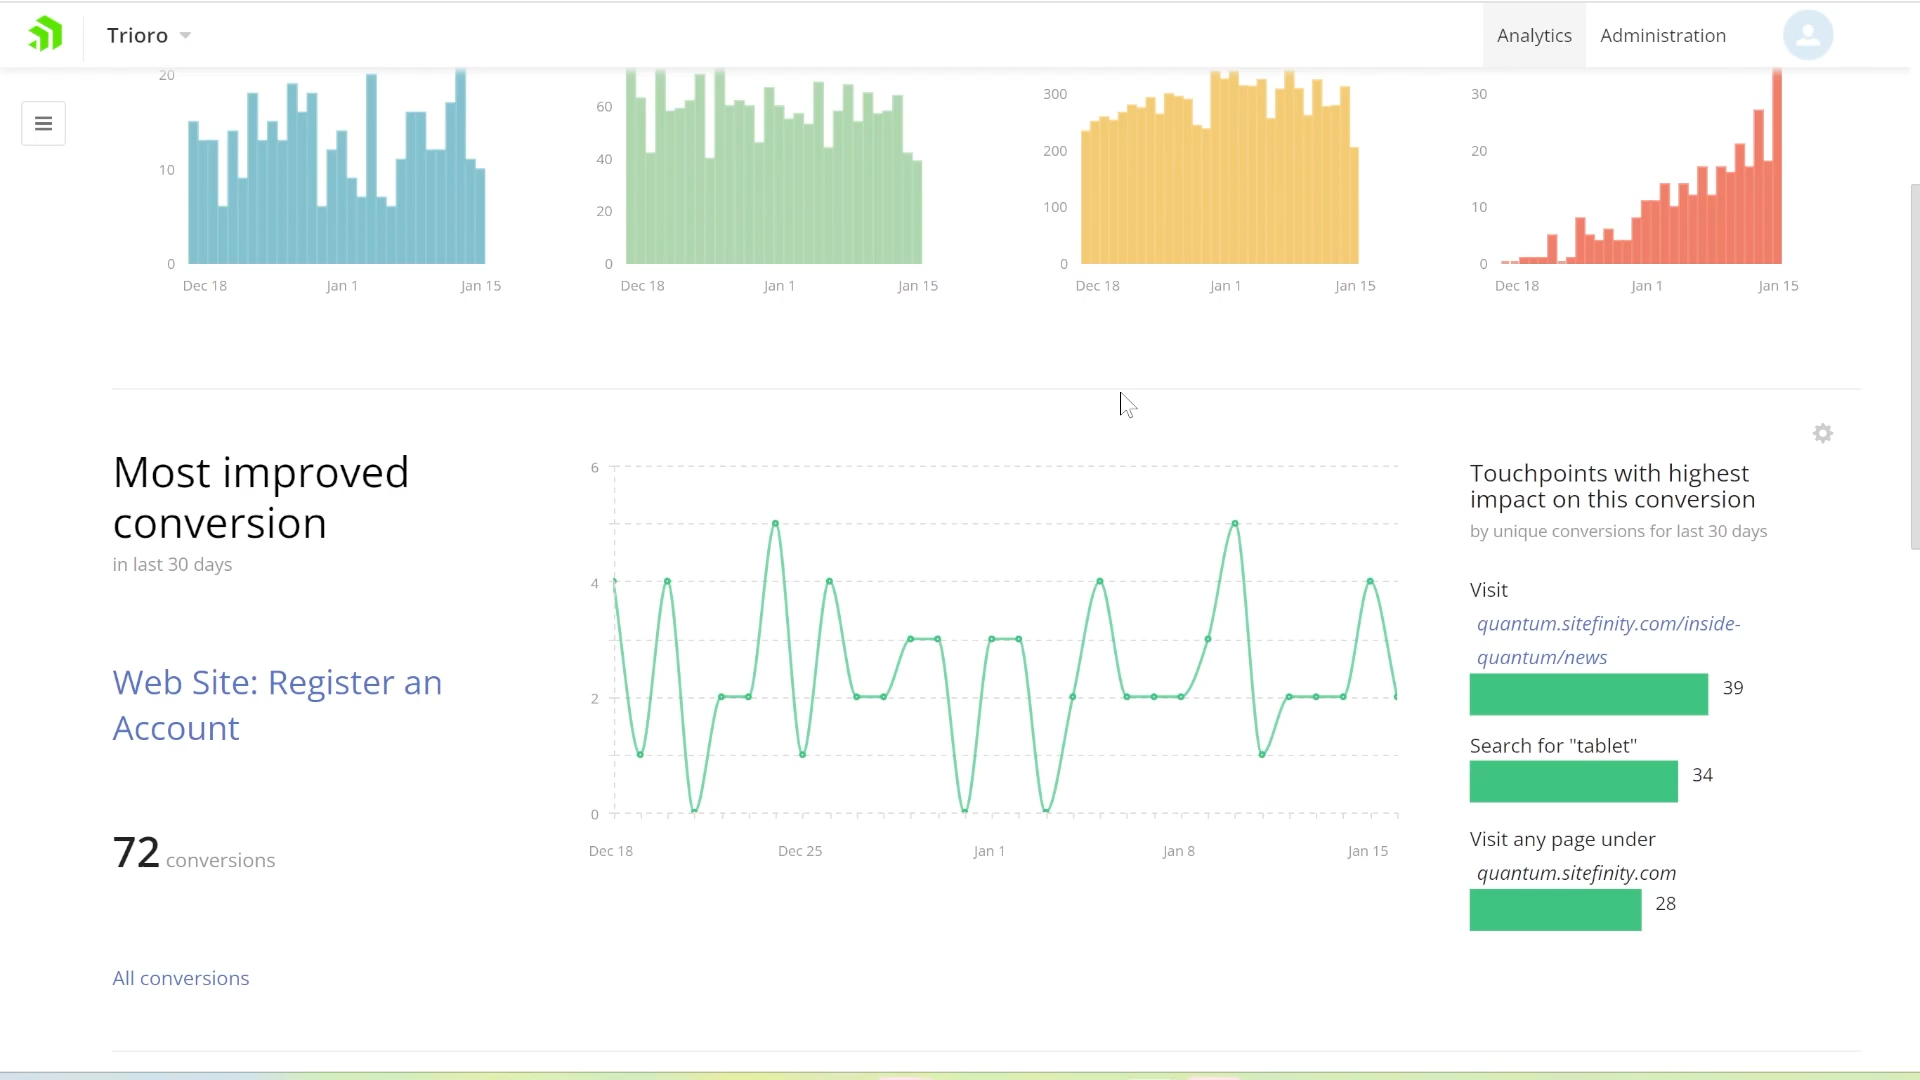 Trioro
Analytics
Administration
20
10
0
Dec 18
Jan 1
Jan 15
60
40
20
0
Dec 18
Jan 1
Jan 15
300
200
100
0
Dec 18
Jan 1
Jan 15
30
20
10
0
Dec 18
Jan 1
Jan 15
Most improved
conversion
in last 30 days
Web Site: Register an
Account
72 conversions
All conversions
6
4
2
0
Dec 18
Dec 25
Jan 1
Jan 8
Jan 15
Touchpoints with highest
impact on this conversion
by unique conversions for last 30 days
Visit
quantum.sitefinity.com/inside-
quantum/news
39
Search for "tablet"
34
Visit any page under
quantum.sitefinity.com
28